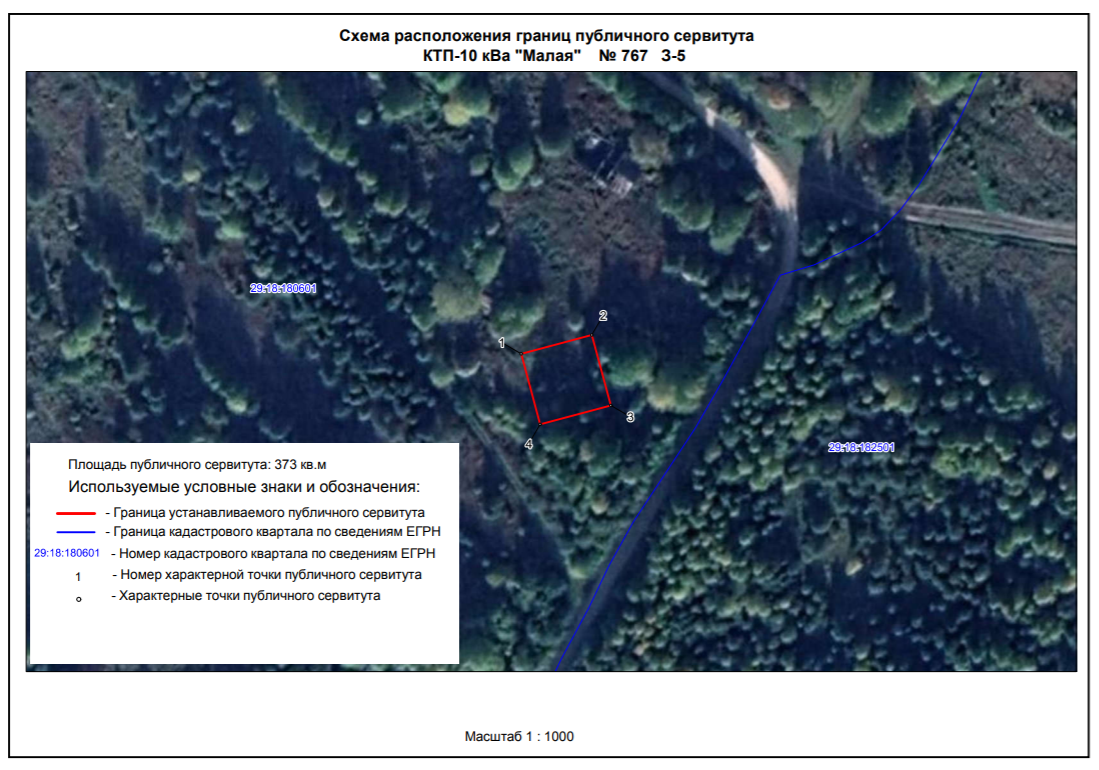 Схема расположения границ публичного сервитута
КТП-10 кВа "Малая" № 767 З-5
29:18:180601
2
1
3
4
29:18:182501
Площадь публичного сервитута: 373 кв.м
Используемые условные знаки и обозначения:
- Граница устанавливаемого публичного сервитута
- Граница кадастрового квартала по сведениям ЕГРН
29:18:180601 - Номер кадастрового квартала по сведениям ЕГРН
1 - Номер характерной точки публичного сервитута
- Характерные точки публичного сервитута
Масштаб 1 : 1000